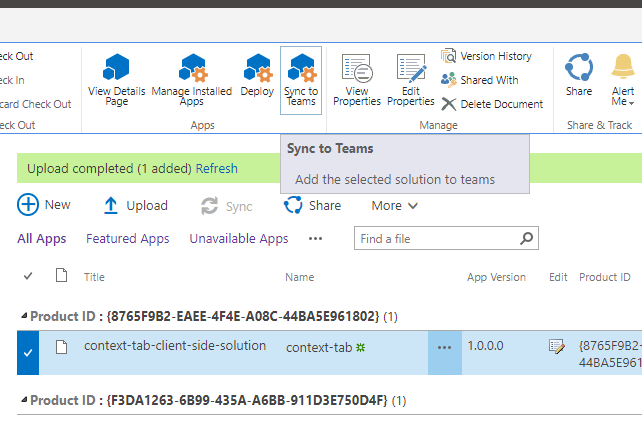 eck Out
View Details Page
Manage Installed Apps
Deploy
Sync to Teams
View Properties
Edit Properties
Version History
Share
Alert Me
eck In
Shared With
card Check Out
Delete Document
eck Out
Apps
Manage
Share & Track
Sync to Teams
Add the selected solution to teams
Upload completed (1 added) Refresh
New
Upload
Sync
Share
More
All Apps
Featured Apps
Unavailable Apps
...
Find a file
Title
Name
App Version
Edit
Product ID
Product ID : {8765F9B2-EAEE-4F4E-A08C-44BA5E961802} (1)
context-tab-client-side-solution
context-tab
...
1.0.0.0
{8765F9B2-
44BA5E961
Product ID : {F3DA1263-6B99-435A-A6BB-911D3E750D4F} (1)